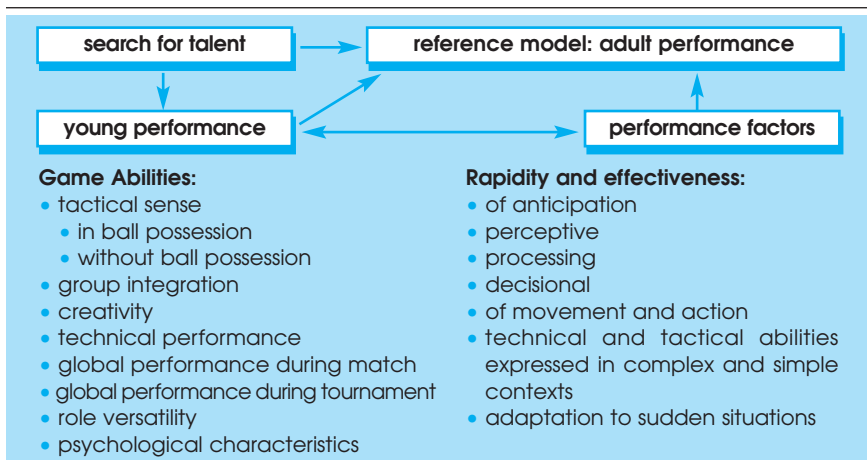 search for talent
reference model: adult performance
young performance
performance factors
Game Abilities:
• tactical sense
• in ball possession
• without ball possession
• group integration
• creativity
• technical performance
• global performance during match
• global performance during tournament
• role versatility
• psychological characteristics
Rapidity and effectiveness:
• of anticipation
• perceptive
• processing
• decisional
• of movement and action
• technical and tactical abilities
expressed in complex and simple
contexts
• adaptation to sudden situations